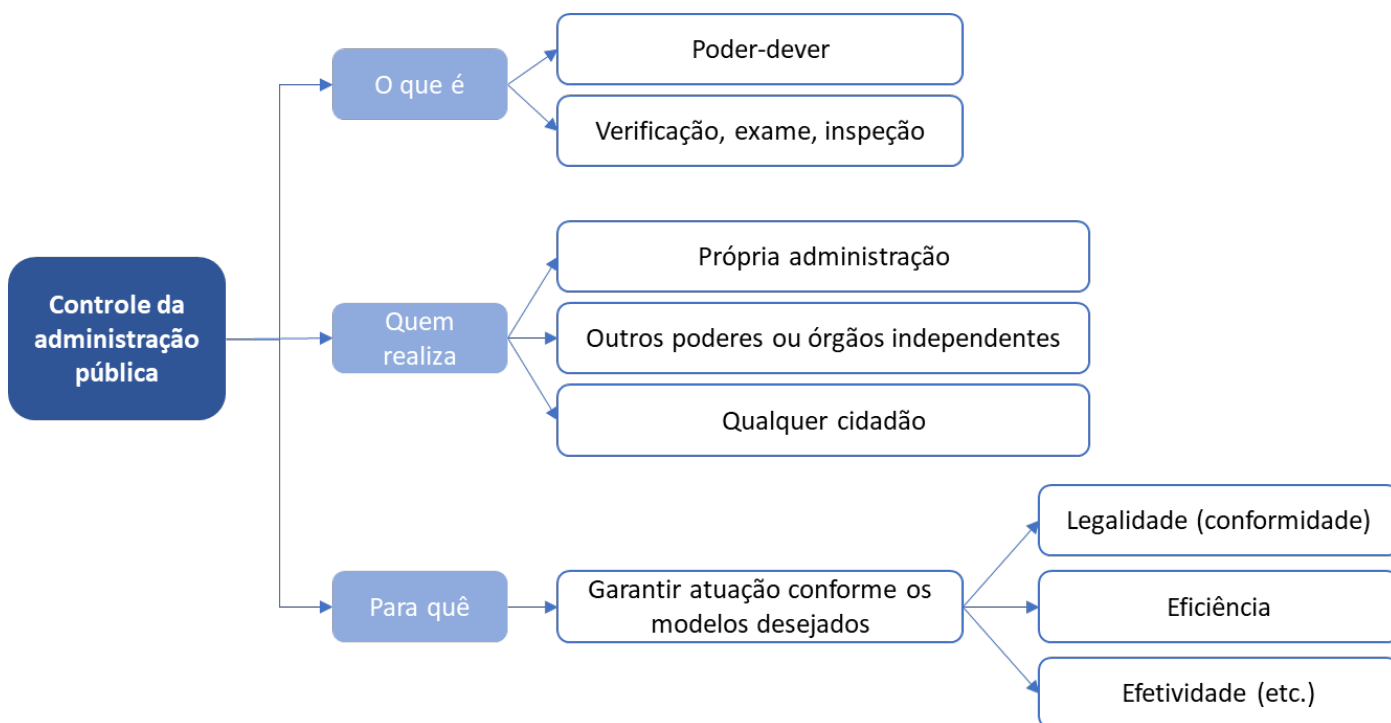 Controle da
administração
pública
O que é
Poder-dever
Verificação, exame, inspeção
Quem
realiza
Própria administração
Outros poderes ou órgãos independentes
Qualquer cidadão
Para quê
Garantir atuação conforme os
modelos desejados
Legalidade (conformidade)
Eficiência
Efetividade (etc.)